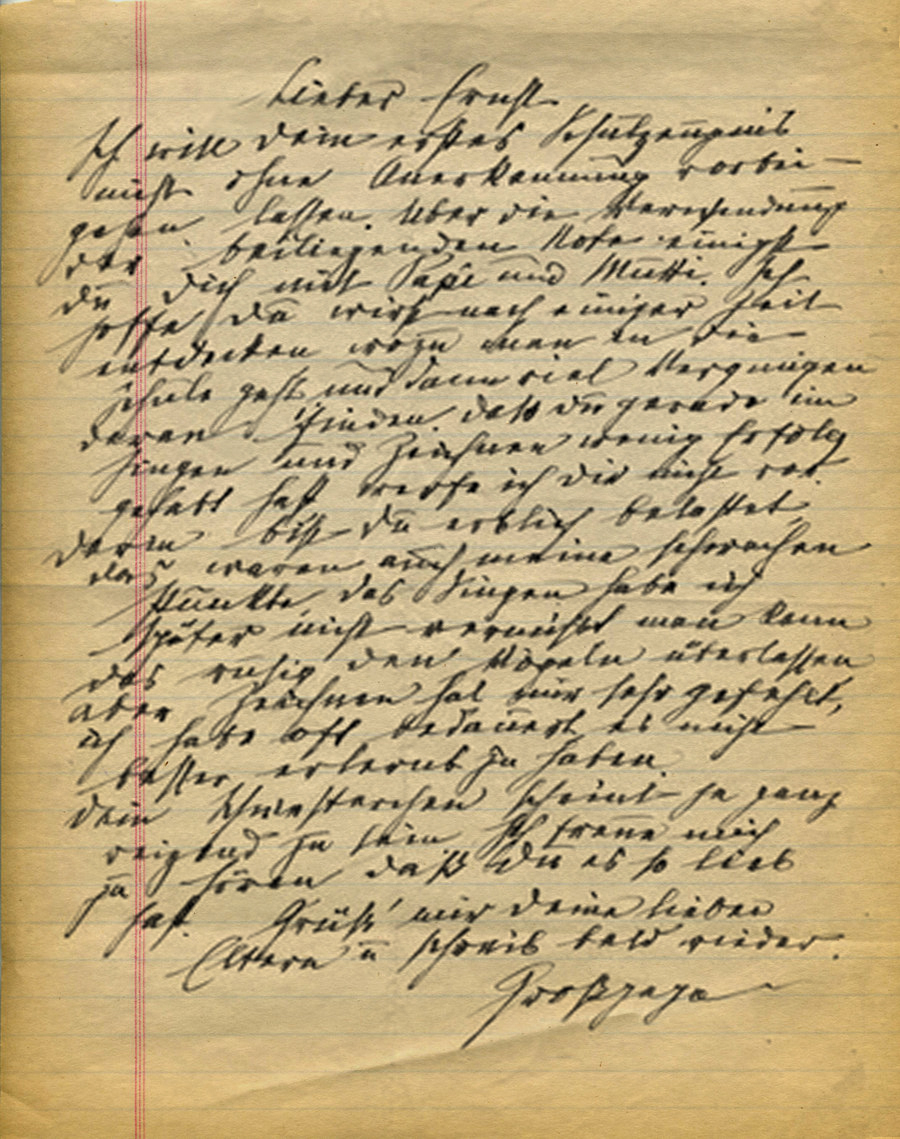 Lieber Ernst
Ich will dein erstes Schulzeugnis
nicht ohne Anerkennung vorbei-
gehen lassen. Über die Verwendung
der beiliegenden Note einigst
du dich mit Papi und Mutti. Ich
hoffe du wirst nach einiger Zeit
entdecken wozu man in die
Schule geht und dann viel Vergnügen
daran finden. Daß du gerade im
Singen und Zeichnen wenig Erfolg
gehabt hast werfe ich dir nicht vor.
Daran bist du erblich belastet,
das waren auch meine schwachen
Punkte, das Singen habe ich
später nicht vermißt man kann
das ruhig den Vögeln überlassen
aber Zeichnen hat mir sehr gefehlt,
ich habe oft bedauert es nicht
besser erlernt zu haben.
Dein Schwesterchen scheint ja ganz
reizend zu sein. Ich freue mich
zu hören daß du es so lieb
hast. Grüß' mir deine lieben
Eltern u schreib bald wieder.
Großpapa